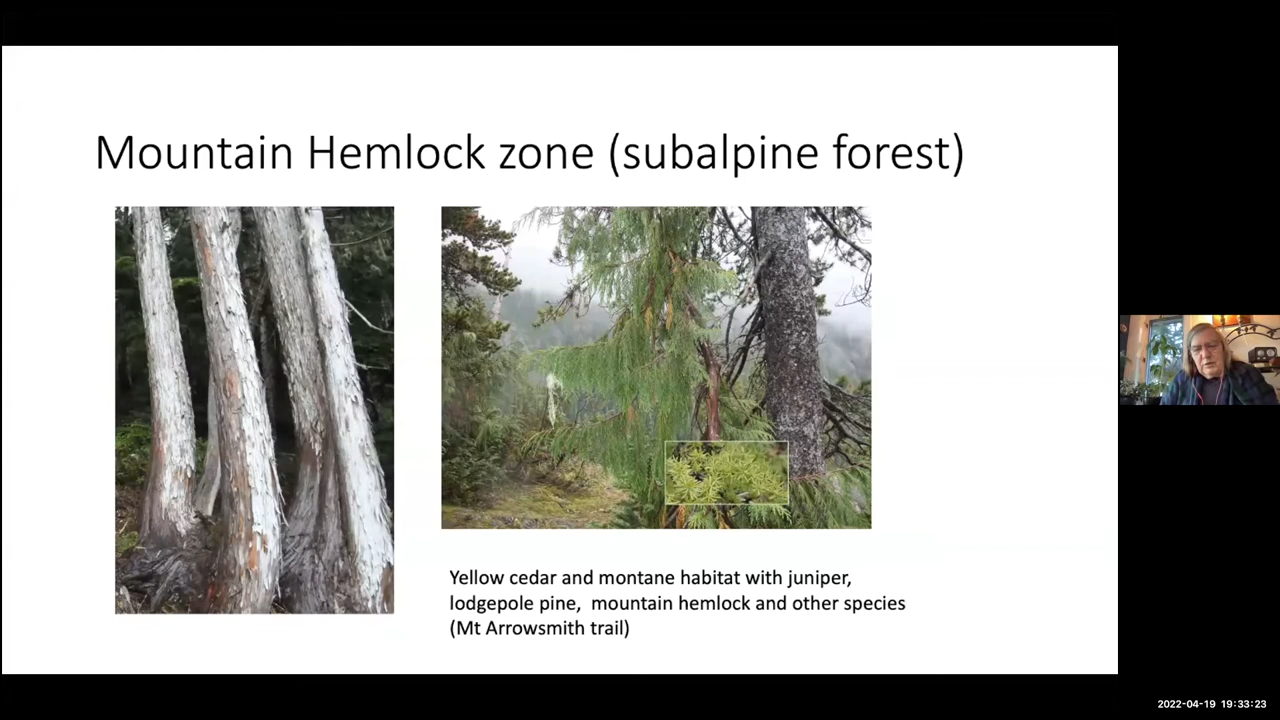 Mountain Hemlock zone (subalpine forest)
Yellow cedar and montane habitat with juniper,
lodgepole pine, mountain hemlock and other species
(Mt Arrowsmith trail)
2022-04-19 19:33:23